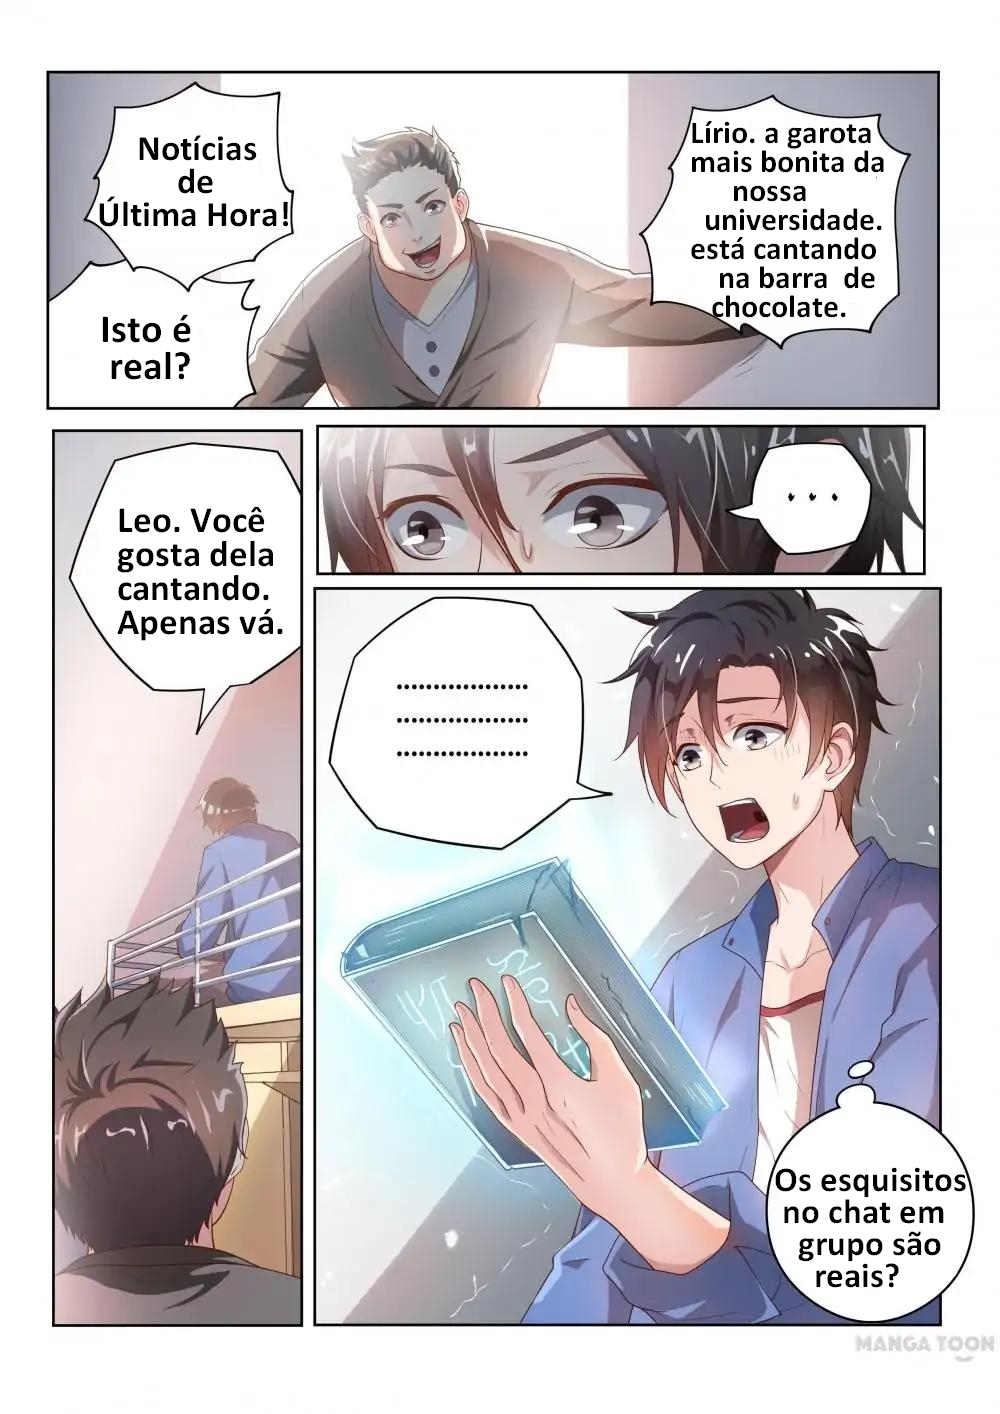 Notícias
de
Última Hora!
Lírio. a garota
mais bonita da
nossa
universidade.
está cantando
na barra de
chocolate.
Isto é
real?
Leo. Você
gosta dela
cantando.
Apenas vá.
...
..................
..................
..................
Os esquisitos
no chat em
grupo são
reais?
MANGA TOON